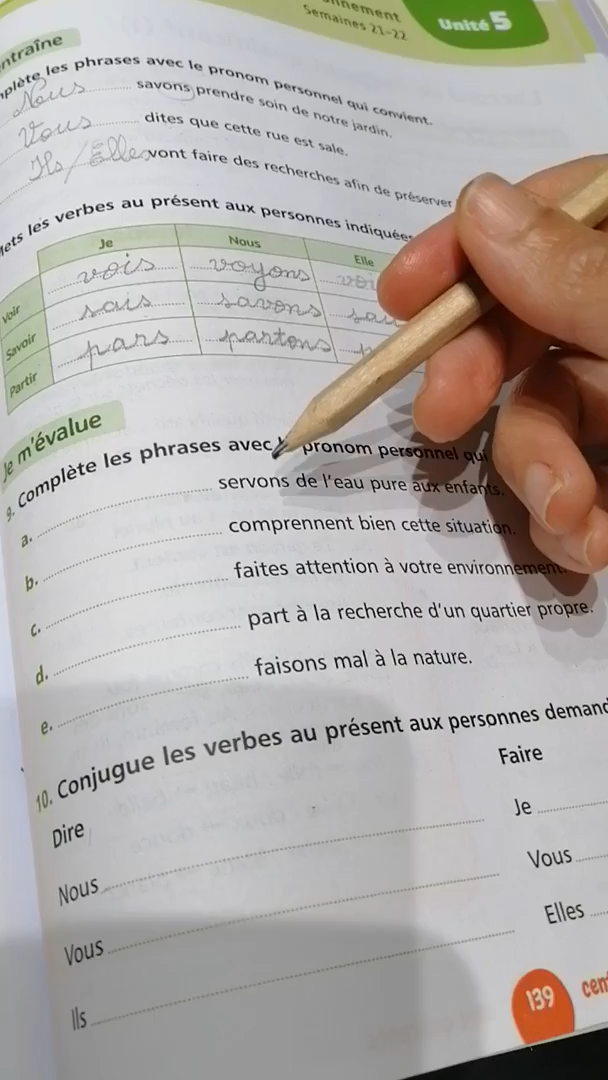 nnement
Semaines 21-22
Unité 5
ntraîne
plète les phrases avec le pronom personnel qui convient.
Nous savons prendre soin de notre jardin.
Vous dites que cette rue est sale.
Ils/Elles vont faire des recherches afin de préserver
ets les verbes au présent aux personnes indiquée
Je Nous Elle
Voir vois voyons voi
Savoir sais savons sai
Partir pars partons p
Je m'évalue
9. Complète les phrases avec pronom personnel qui
a. servons de l'eau pure aux enfants.
b. comprennent bien cette situation.
c. faites attention à votre environnement.
d. part à la recherche d'un quartier propre.
e. faisons mal à la nature.
10. Conjugue les verbes au présent aux personnes demand
Dire Faire
Nous Je
Vous Vous
Ils Elles
139 cen